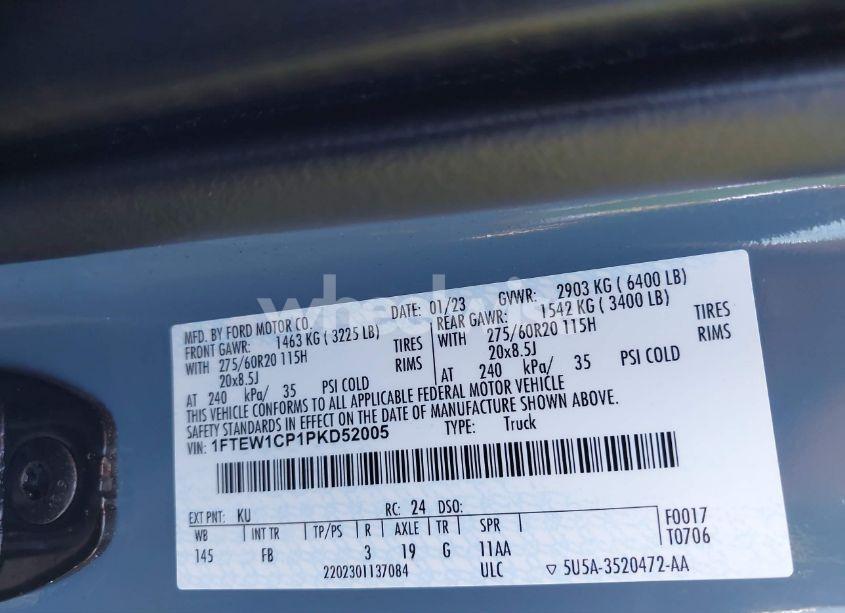 MFD. BY FORD MOTOR CO. DATE: 01/23 GVWR: 2903 KG ( 6400 LB)
FRONT GAWR: 1463 KG ( 3225 LB) REAR GAWR: 1542 KG ( 3400 LB)
WITH 275/60R20 115H TIRES WITH 275/60R20 115H TIRES
20x8.5J RIMS 20x8.5J RIMS
AT 240 kPa/ 35 PSI COLD AT 240 kPa/ 35 PSI COLD
THIS VEHICLE CONFORMS TO ALL APPLICABLE FEDERAL MOTOR VEHICLE
SAFETY STANDARDS IN EFFECT ON THE DATE OF MANUFACTURE SHOWN ABOVE.
VIN: 1FTEW1CP1PKD52005 TYPE: Truck
EXT PNT: KU RC: 24 DSO: F0017
WB INT TR TP/PS R AXLE TR SPR T0706
145 FB 3 19 G 11AA
2202301137084 ULC ▽ 5U5A-3520472-AA